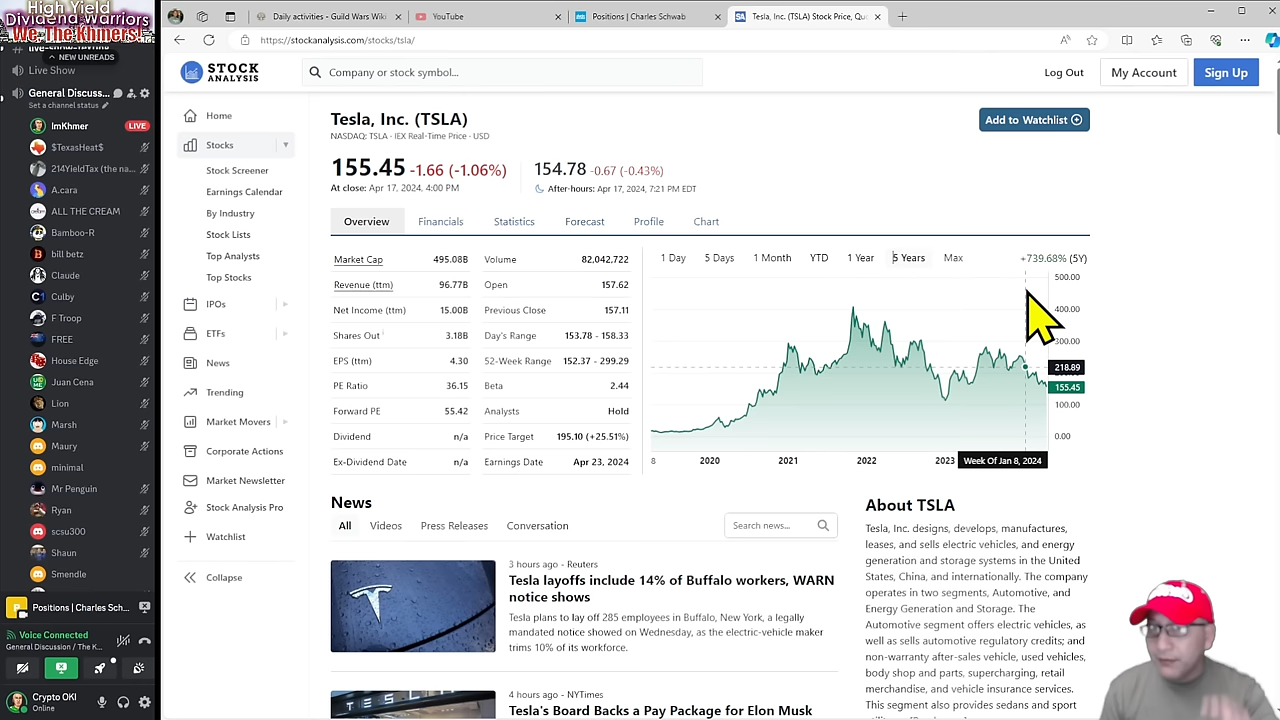 High Yield
Dividend Warriors
We The Khmers!
NEW UNREADS
Live Show
General Discuss...
Set a channel status
ImKhmer
LIVE
$TexasHeat$
214YieldTax (the na...
A.cara
ALL THE CREAM
Bamboo-R
bill betz
Claude
Culby
F Troop
FREE
House Edge
Juan Cena
Lion
Marsh
Maury
minimal
Mr Penguin
Ryan
scsu300
Shaun
Smendle
Positions | Charles Sch...
Voice Connected
General Discussion / The K...
Crypto OKI
Online
Daily activities - Guild Wars Wiki
YouTube
Positions | Charles Schwab
Tesla, Inc. (TSLA) Stock Price, Qu
https://stockanalysis.com/stocks/tsla/
STOCK
ANALYSIS
Company or stock symbol...
Log Out
My Account
Sign Up
Home
Stocks
Stock Screener
Earnings Calendar
By Industry
Stock Lists
Top Analysts
Top Stocks
IPOs
ETFs
News
Trending
Market Movers
Corporate Actions
Market Newsletter
Stock Analysis Pro
Watchlist
Collapse
Tesla, Inc. (TSLA)
NASDAQ: TSLA · IEX Real-Time Price · USD
Add to Watchlist
155.45 -1.66 (-1.06%)
At close: Apr 17, 2024, 4:00 PM
154.78 -0.67 (-0.43%)
After-hours: Apr 17, 2024, 7:21 PM EDT
Overview Financials Statistics Forecast Profile Chart
Market Cap 495.08B Volume 82,042,722
Revenue (ttm) 96.77B Open 157.62
Net Income (ttm) 15.00B Previous Close 157.11
Shares Out 3.18B Day's Range 153.78 - 158.33
EPS (ttm) 4.30 52-Week Range 152.37 - 299.29
PE Ratio 36.15 Beta 2.44
Forward PE 55.42 Analysts Hold
Dividend n/a Price Target 195.10 (+25.51%)
Ex-Dividend Date n/a Earnings Date Apr 23, 2024
1 Day 5 Days 1 Month YTD 1 Year 5 Years Max
+739.68% (5Y)
500.00
400.00
300.00
218.89
155.45
100.00
0.00
8 2020 2021 2022 2023 Week Of Jan 8, 2024
News
All Videos Press Releases Conversation
Search news...
3 hours ago - Reuters
Tesla layoffs include 14% of Buffalo workers, WARN
notice shows
Tesla plans to lay off 285 employees in Buffalo, New York, a legally
mandated notice showed on Wednesday, as the electric-vehicle maker
trims 10% of its workforce.
4 hours ago - NYTimes
Tesla's Board Backs a Pay Package for Elon Musk
About TSLA
Tesla, Inc. designs, develops, manufactures,
leases, and sells electric vehicles, and energy
generation and storage systems in the United
States, China, and internationally. The company
operates in two segments, Automotive, and
Energy Generation and Storage. The
Automotive segment offers electric vehicles, as
well as sells automotive regulatory credits; and
non-warranty after-sales vehicle, used vehicles,
body shop and parts, supercharging, retail
merchandise, and vehicle insurance services.
This segment also provides sedans and sport